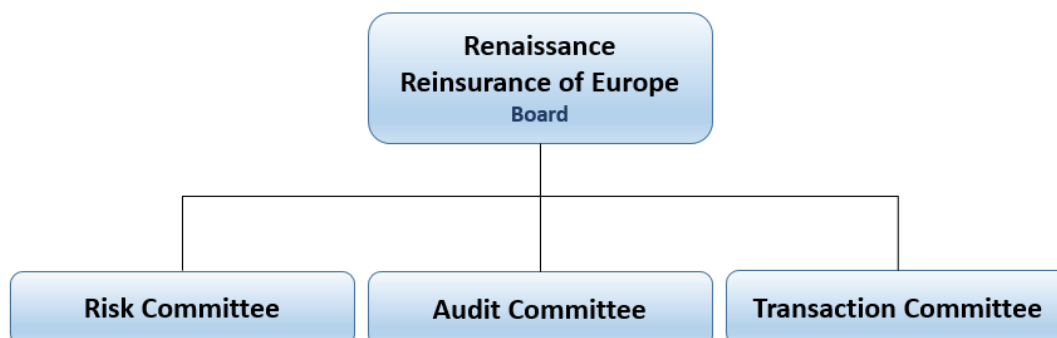 Renaissance
Reinsurance of Europe
Board
Risk Committee
Audit Committee
Transaction Committee